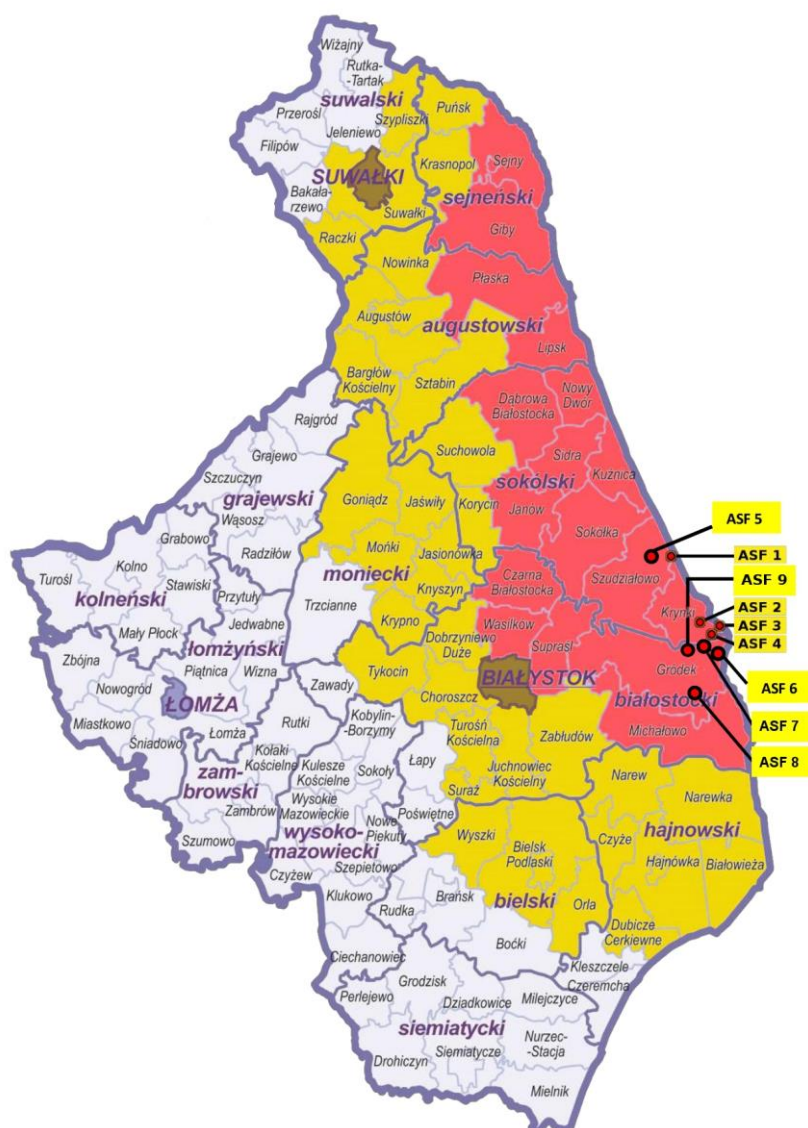 Wiżajny
Rutka-
-Tartak
suwalski
Puńsk
Szypliszki
Przerośl
Jeleniewo
Filipów
Krasnopol
Sejny
SUWAŁKI
Bakała-
rzewo
Suwałki
sejneński
Giby
Raczki
Nowinka
Płaska
Augustów
augustowski
Lipsk
Bargłów
Kościelny
Sztabin
Dąbrowa
Białostocka
Nowy
Dwór
Rajgród
Suchowola
Sidra
Grajewo
Kuźnica
Szczuczyn
sokólski
grajewski
Goniądz
Jaświły
Korycin
Janów
Wąsosz
Sokółka
ASF 5
Grabowo
Mońki
Jasionówka
Radziłów
ASF 1
Kolno
Turośl
Stawiski
moniecki
Czarna
Białostocka
Szudziałowo
ASF 9
Knyszyn
kolneński
Przytuły
Trzcianne
Krynki
ASF 2
Mały Płock
Jedwabne
Krypno
Wasilków
ASF 3
Dobrzyniewo
Duże
Supraśl
ASF 4
łomżyński
Zbójna
Piątnica
Wizna
Tykocin
Gródek
BIAŁYSTOK
ASF 6
Nowogród
Zawady
Choroszcz
białostocki
ŁOMŻA
Miastkowo
Rutki
Kobylin-
-Borzymy
ASF 7
Turośń
Kościelna
Zabłudów
Michałowo
Śniadowo
Łomża
Kołaki
Kościelne
Łapy
ASF 8
Kulesze
Kościelne
Sokoły
Juchnowiec
Kościelny
Narew
zam-
browski
Suraż
Wysokie
Mazowieckie
Narewka
Zambrów
Nowe
Piekuty
Poświętne
hajnowski
Szumowo
wysoko-
mazowiecki
Wyszki
Bielsk
Podlaski
Czyże
Hajnówka
Białowieża
Szepietowo
Czyżew
Brańsk
bielski
Orla
Klukowo
Rudka
Dubicze
Cerkiewne
Boćki
Ciechanowiec
Kleszczele
Czeremcha
Grodzisk
Perlejewo
Dziadkowice
Milejczyce
siemiatycki
Nurzec-
-Stacja
Drohiczyn
Siemiatycze
Mielnik